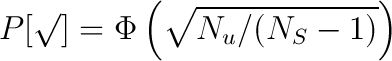 P[√] = Φ(√(N_u/(N_S − 1)))